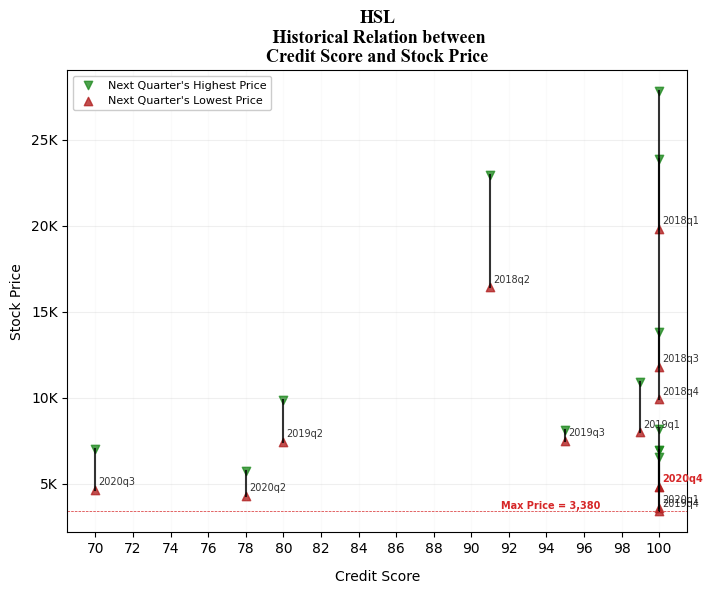 HSL
Historical Relation between
Credit Score and Stock Price
Next Quarter's Highest Price
Next Quarter's Lowest Price
Stock Price
25K
20K
15K
10K
5K
2018q1
2018q2
2018q3
2018q4
2019q1
2019q2
2019q3
2020q4
2020q3
2020q2
2020q1
2019q4
Max Price = 3,380
70 72 74 76 78 80 82 84 86 88 90 92 94 96 98 100
Credit Score